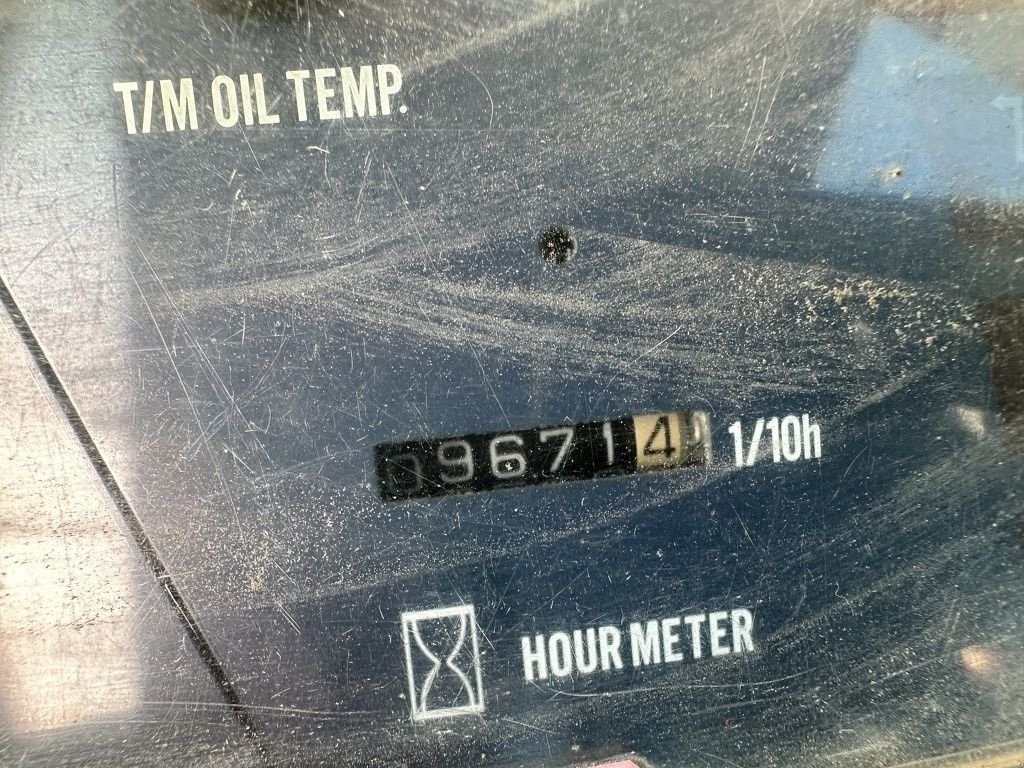 T/M OIL TEMP.
096714 1/10h
HOUR METER